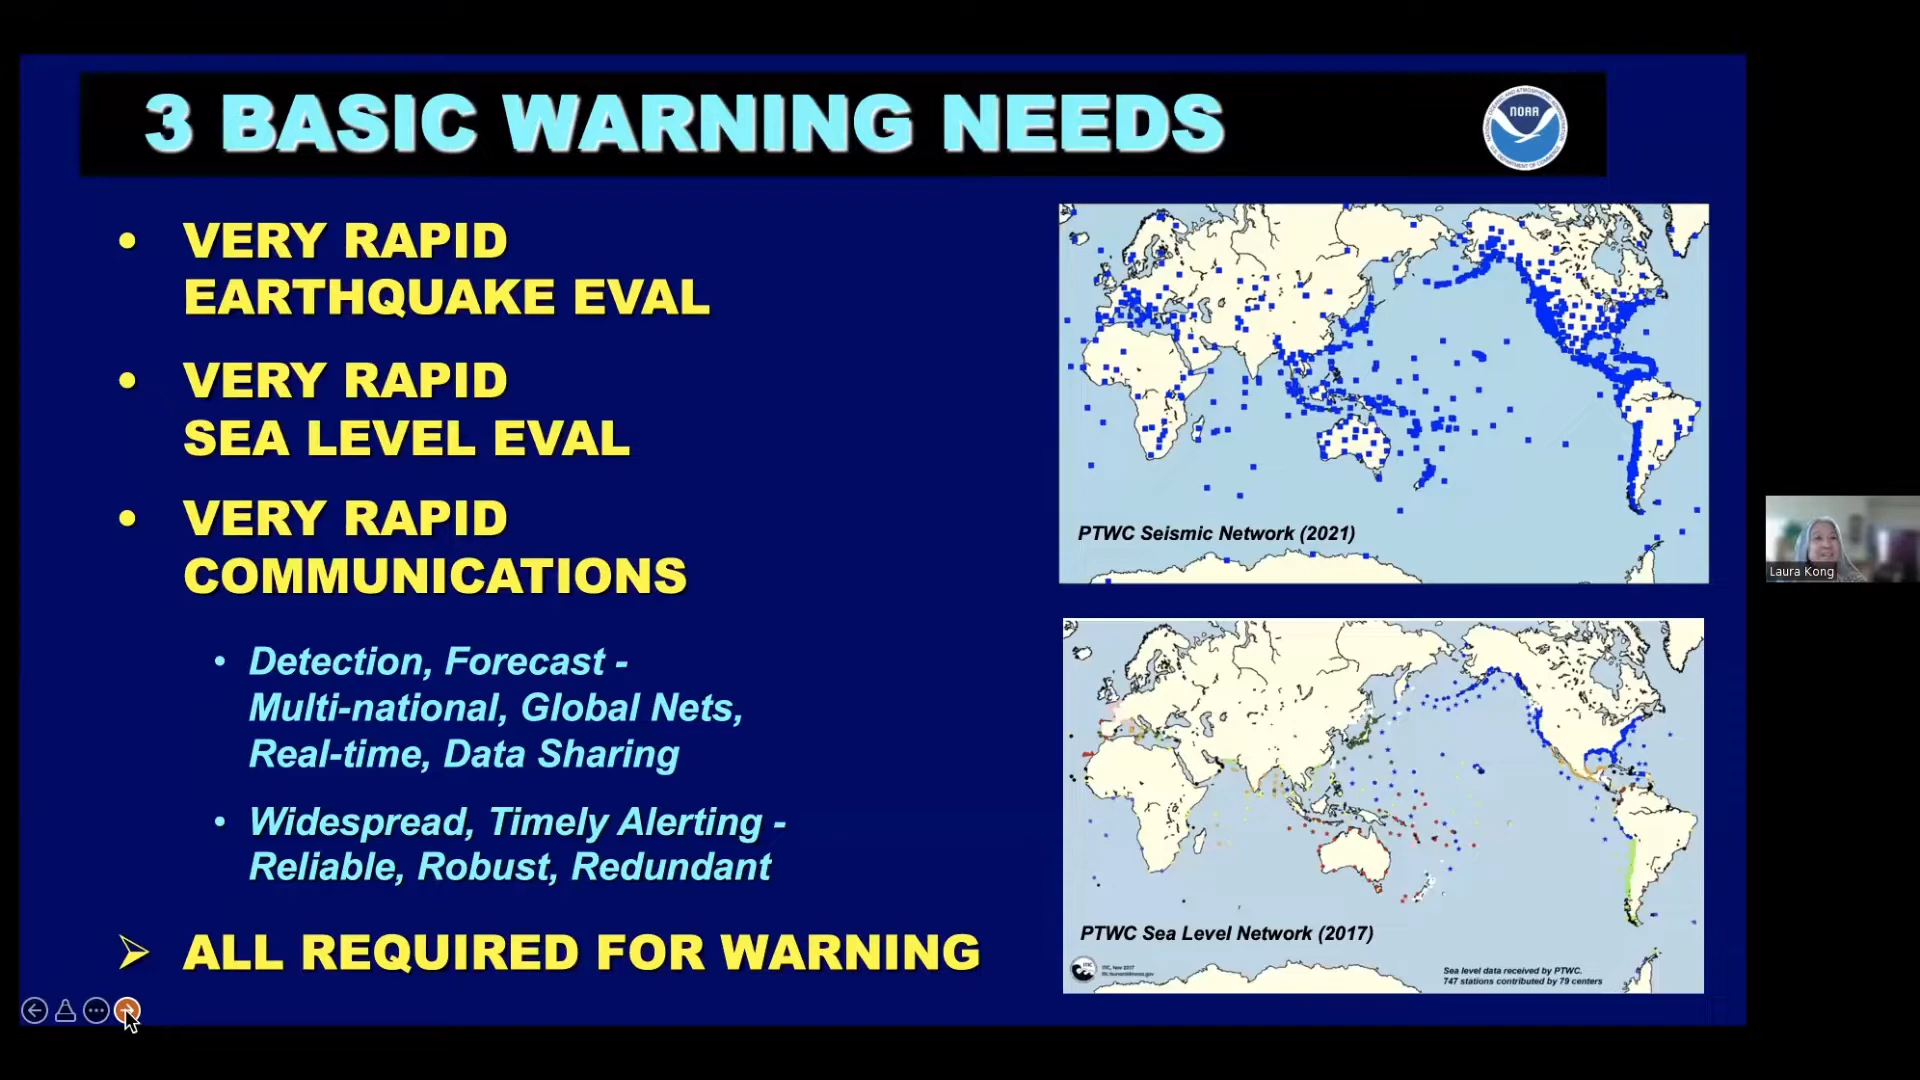 3 BASIC WARNING NEEDS
NOAA
• VERY RAPID
EARTHQUAKE EVAL
• VERY RAPID
SEA LEVEL EVAL
• VERY RAPID
COMMUNICATIONS
• Detection, Forecast -
Multi-national, Global Nets,
Real-time, Data Sharing
• Widespread, Timely Alerting -
Reliable, Robust, Redundant
➢ ALL REQUIRED FOR WARNING
PTWC Seismic Network (2021)
PTWC Sea Level Network (2017)
ITIC, Nov 2017
Sea level data received by PTWC.
747 stations contributed by 79 centers
Laura Kong